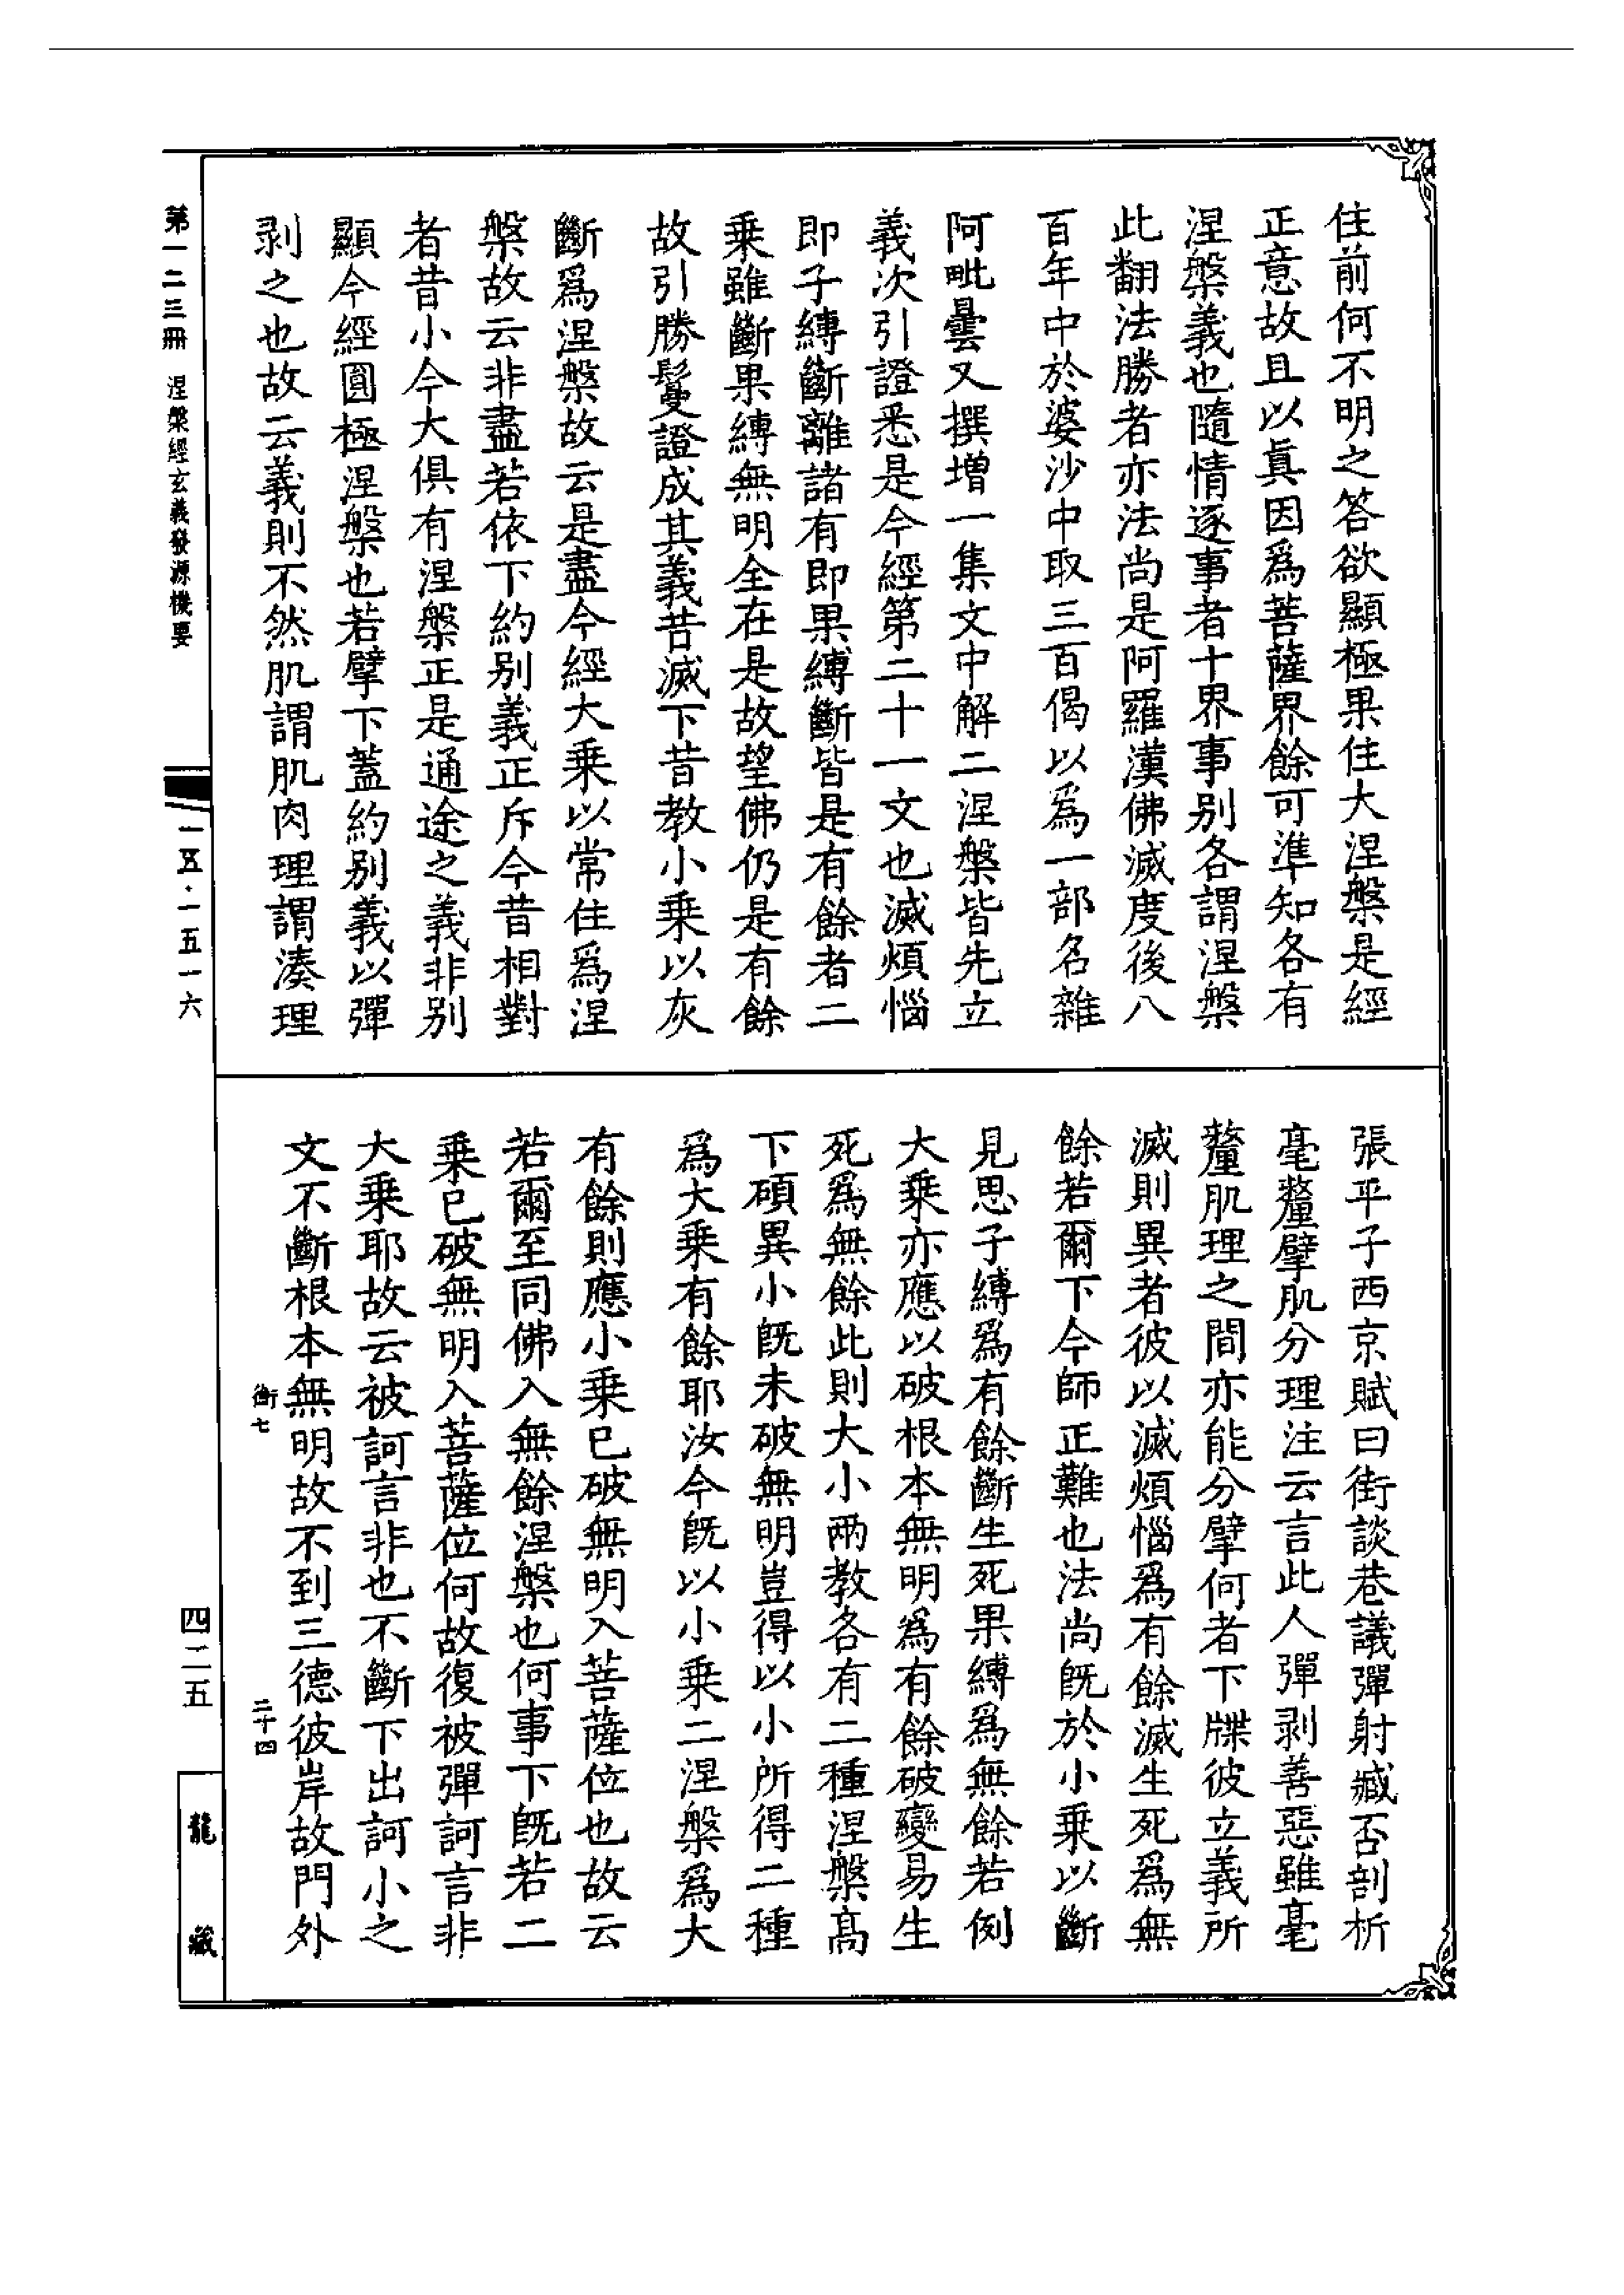 住前何不明之答欲顯極果住大涅槃是經
正意故且以真因爲菩薩界餘可準知各有
涅槃義也隨情逐事者十界事事别各謂涅槃
此翻法勝者亦法尚是阿羅漢佛滅度後八
百年中於婆沙中取三百偈以爲一部名雜
阿毗曇又撰增一集文中解二涅槃皆先立
義次引證悉是今經第二十一文也滅煩惱
即子縛斷離諸有即果縛斷皆是有餘者二
乗雖斷果縛無明全在是故望佛仍是有餘
故引勝鬘證成其義昔滅下昔教小乗以灰
斷爲涅槃故云是盡今經大乗以常住爲涅
槃故云非盡若依下約别義正斥今昔相對
者昔小今大俱有涅槃正是通途之義非别
顯今經圓極涅槃也若擘下蓋約别義以彈
剥之也故云義則不然肌謂肌肉理謂湊理
張平子西京賦曰街談巷議彈射臧否剖析
毫釐擘肌分理注云言此人彈剥善惡雖毫
釐肌理之間亦能分擘何者下牒彼立義所
滅則異者彼以滅煩惱爲有餘滅生死爲無
餘若爾下今師正難也法尚旣於小乗以斷
見思子縛爲有餘斷生死果縛爲無餘若例
大乗亦應以破根本無明爲有餘破變易生
死爲無餘此則大小兩教各有二種涅槃髙
下碩異小旣未破無明豈得以小所得二種
爲大乗有餘耶汝今旣以小乗二涅槃爲大
有餘則應小乗已破無明入菩薩位也故云
若爾至同佛入無餘涅槃也何事下旣若二
乗已破無明入菩薩位何故復被彈訶言非
大乗耶故云被訶言非也不斷下出訶小之
文不斷根本無明故不到三德彼岸故門外
衡七
二十四
第一二三冊 涅槃經玄義發源機要
一五·一五一六
四二五
龍藏